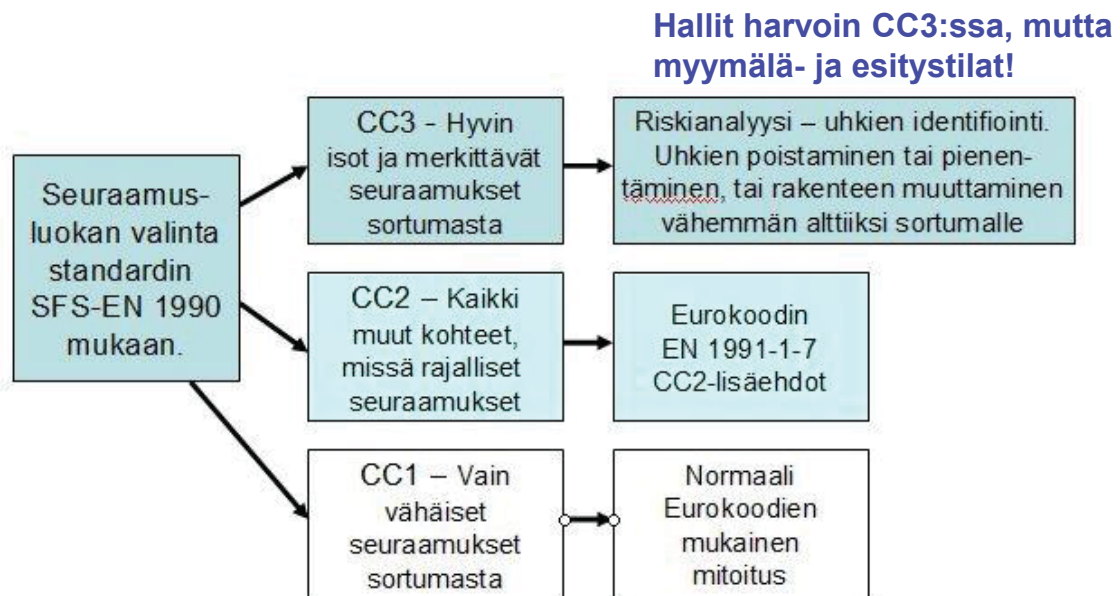 Hallit harvoin CC3:ssa, mutta
myymälä- ja esitystilat!
Seuraamus-
luokan valinta
standardin
SFS-EN 1990
mukaan.
CC3 - Hyvin
isot ja merkittävät
seuraamukset
sortumasta
Riskianalyysi – uhkien identifiointi.
Uhkien poistaminen tai pienen-
täminen, tai rakenteen muuttaminen
vähemmän alttiiksi sortumalle
CC2 – Kaikki
muut kohteet,
missä rajalliset
seuraamukset
Eurokoodin
EN 1991-1-7
CC2-lisäehdot
CC1 – Vain
vähäiset
seuraamukset
sortumasta
Normaali
Eurokoodien
mukainen
mitoitus